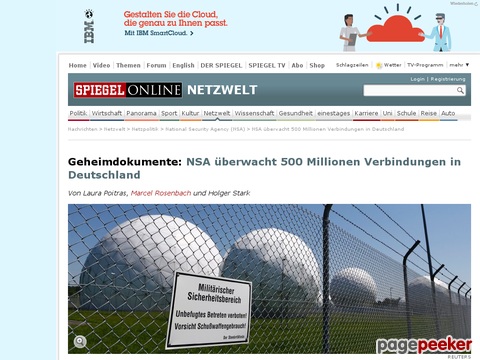 IBM
Gestalten Sie die Cloud,
die genau zu Ihnen passt.
Mit IBM SmartCloud.
Home Video Themen Forum English DER SPIEGEL SPIEGEL TV Abo Shop
Schlagzeilen Wetter TV-Programm mehr
SPIEGEL ONLINE NETZWELT
Login | Registrierung
Politik Wirtschaft Panorama Sport Kultur Netzwelt Wissenschaft Gesundheit einestages Karriere Uni Schule Reise Auto
Nachrichten > Netzwelt > Netzpolitik > National Security Agency (NSA) > NSA überwacht 500 Millionen Verbindungen in Deutschland
Geheimdokumente: NSA überwacht 500 Millionen Verbindungen in
Deutschland
Von Laura Poitras, Marcel Rosenbach und Holger Stark
Militärischer
Sicherheitsbereich
Unbefugtes Betreten verboten!
Vorsicht Schußwaffengebrauch!
pagepeeker
REUTERS